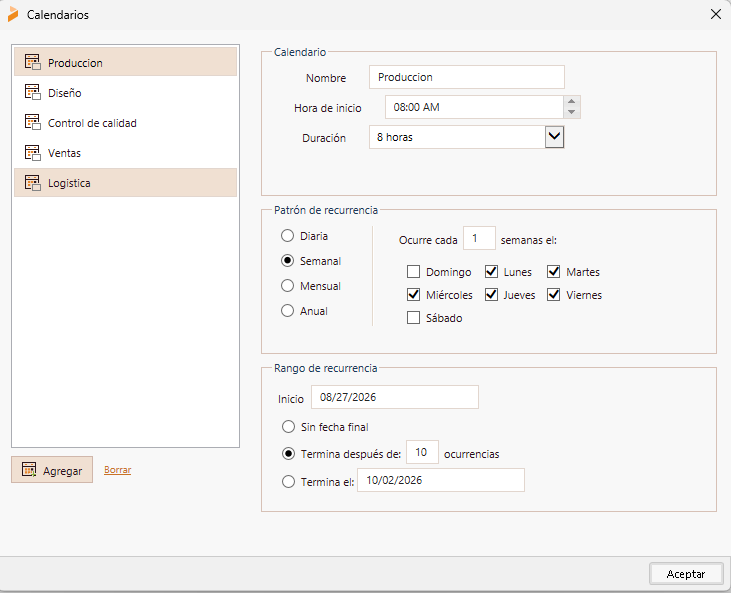 Calendarios
Produccion
Diseño
Control de calidad
Ventas
Logistica
Agregar
Borrar
Calendario
Nombre Produccion
Hora de inicio 08:00 AM
Duración 8 horas
Patrón de recurrencia
Diaria
Semanal
Mensual
Anual
Ocurre cada 1 semanas el:
Domingo Lunes Martes
Miércoles Jueves Viernes
Sábado
Rango de recurrencia
Inicio 08/27/2026
Sin fecha final
Termina después de: 10 ocurrencias
Termina el: 10/02/2026
Aceptar